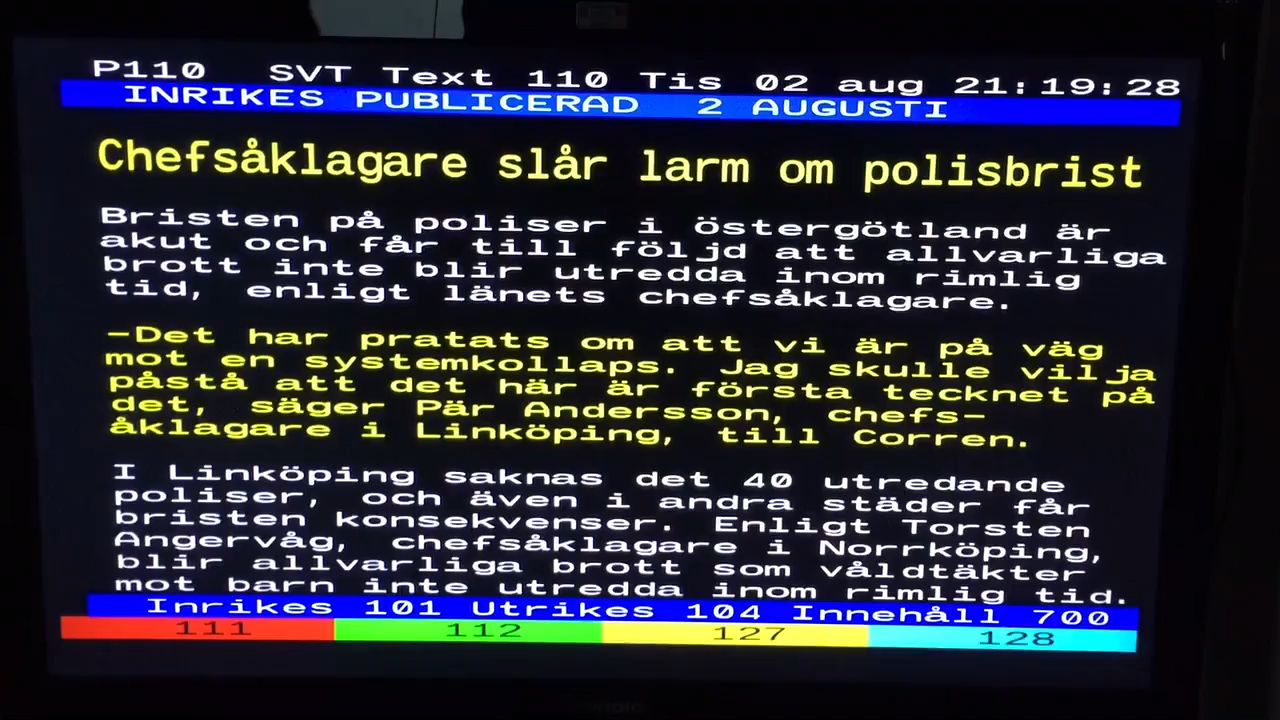 P110 SVT Text 110 Tis 02 aug 21:19:28
INRIKES PUBLICERAD 2 AUGUSTI
Chefsåklagare slår larm om polisbrist
Bristen på poliser i östergötland är
akut och får till följd att allvarliga
brott inte blir utredda inom rimlig
tid, enligt länets chefsåklagare.
-Det har pratats om att vi är på väg
mot en systemkollaps. Jag skulle vilja
påstå att det här är första tecknet på
det, säger Pär Andersson, chefs-
åklagare i Linköping, till Corren.
I Linköping saknas det 40 utredande
poliser, och även i andra städer får
bristen konsekvenser. Enligt Torsten
Angervåg, chefsåklagare i Norrköping,
blir allvarliga brott som våldtäkter
mot barn inte utredda inom rimlig tid.
Inrikes 101 Utrikes 104 Innehåll 700
111 112 127 128